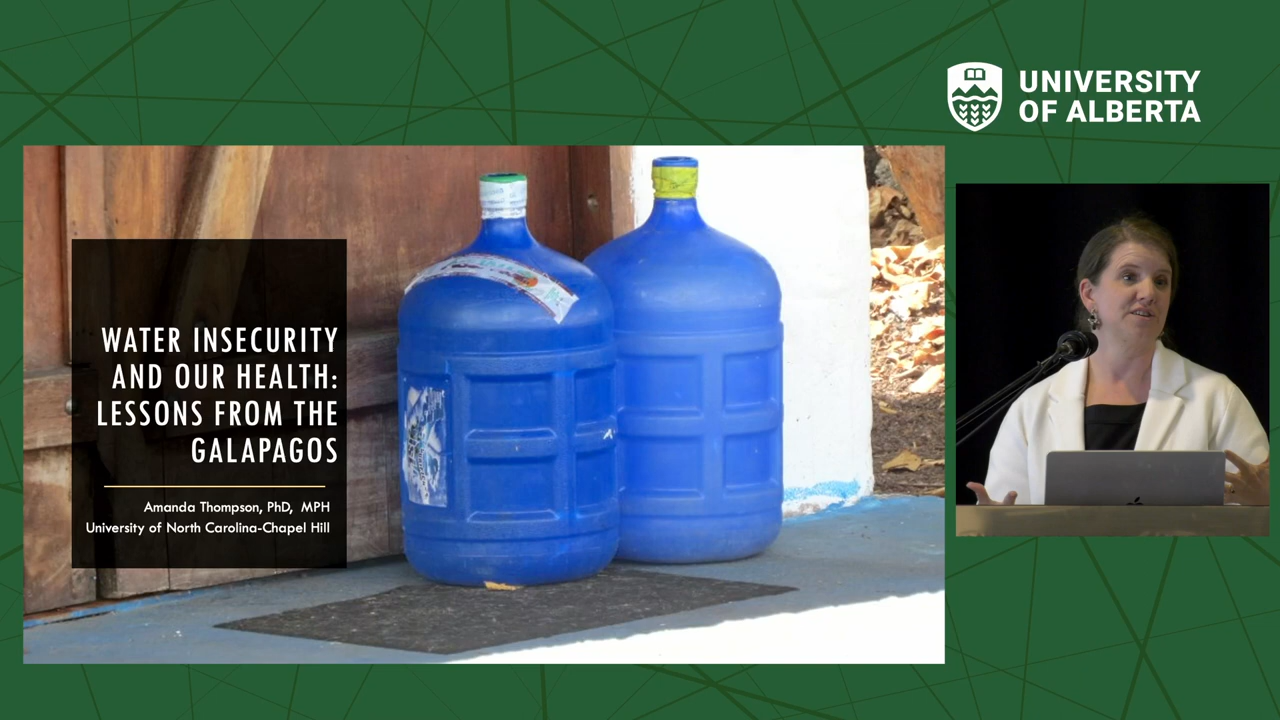 UNIVERSITY
OF ALBERTA
WATER INSECURITY
AND OUR HEALTH:
LESSONS FROM THE
GALAPAGOS
Amanda Thompson, PhD, MPH
University of North Carolina-Chapel Hill